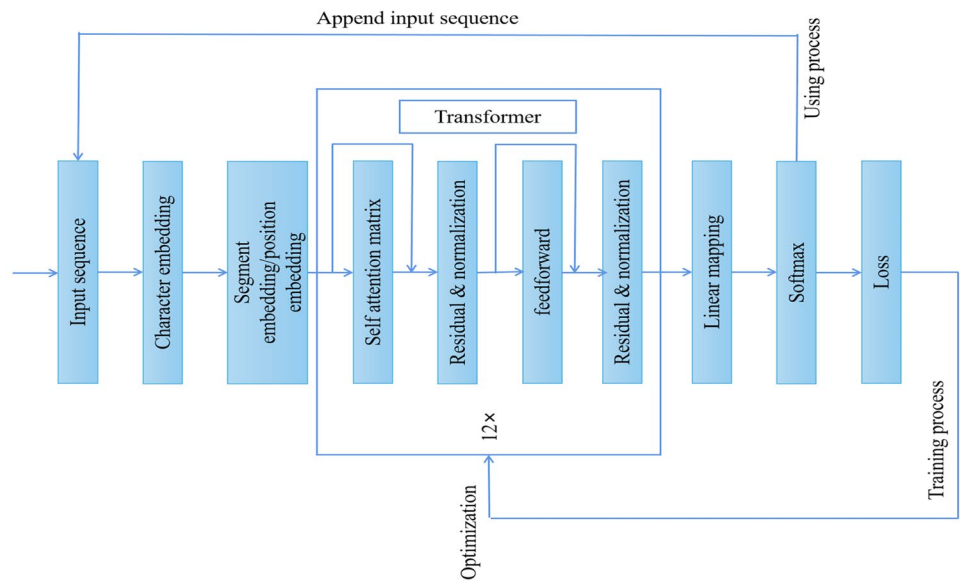 Append input sequence
Using process
Transformer
Input sequence
Character embedding
Segment
embedding/position
embedding
Self attention matrix
Residual & normalization
feedforward
Residual & normalization
Linear mapping
Softmax
Loss
12×
Optimization
Training process